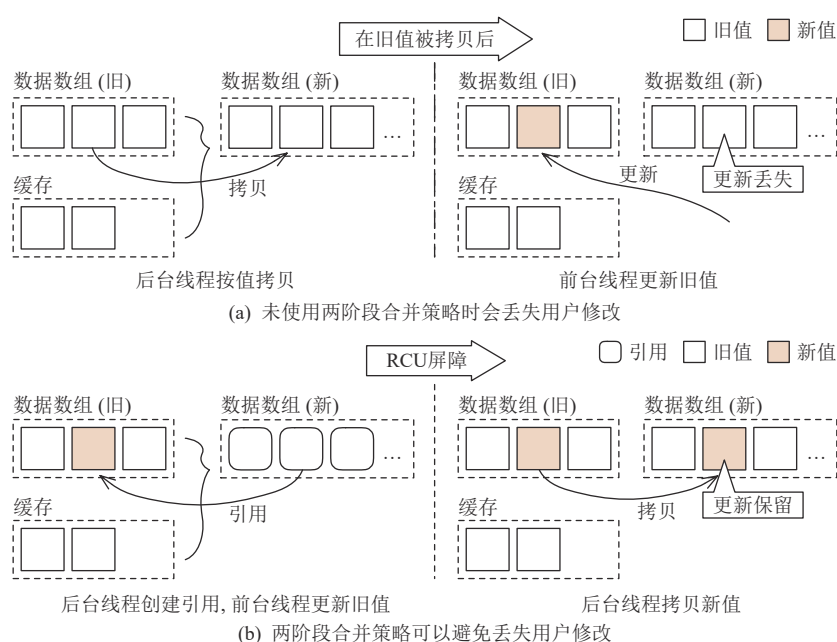 在旧值被拷贝后
旧值 新值
数据数组 (旧) 数据数组 (新) 数据数组 (旧) 数据数组 (新)
... ...
更新
拷贝 更新丢失
缓存 缓存
后台线程按值拷贝 前台线程更新旧值
(a) 未使用两阶段合并策略时会丢失用户修改
RCU屏障
引用 旧值 新值
数据数组 (旧) 数据数组 (新) 数据数组 (旧) 数据数组 (新)
... ...
缓存 引用 缓存 拷贝 更新保留
后台线程创建引用, 前台线程更新旧值 后台线程拷贝新值
(b) 两阶段合并策略可以避免丢失用户修改